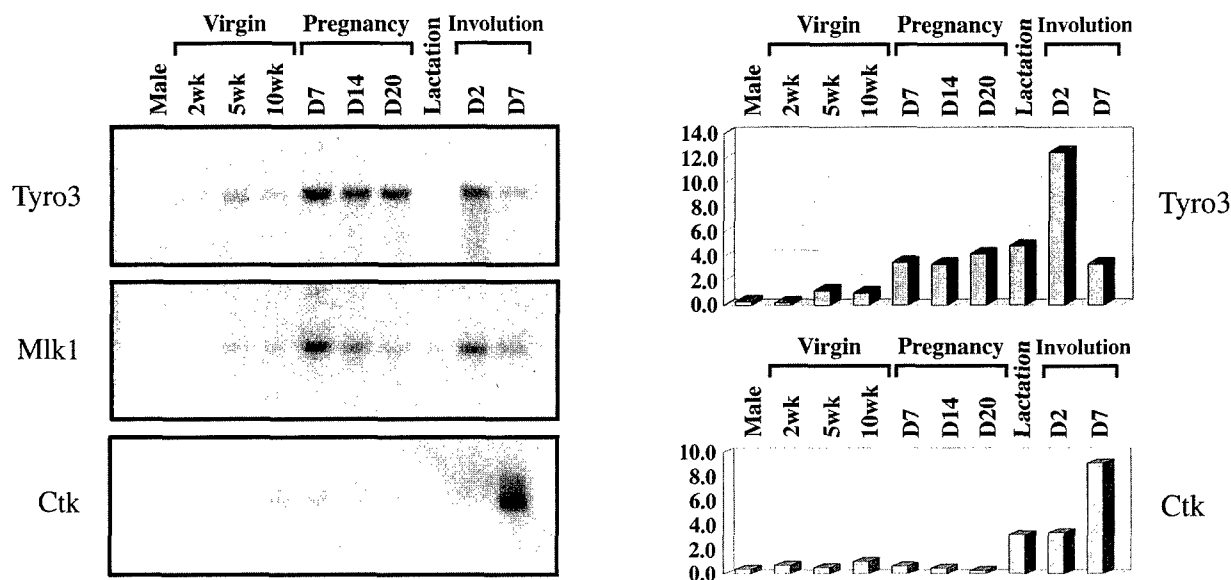 Virgin Pregnancy Involution
Male 2wk 5wk 10wk D7 D14 D20 Lactation D2 D7
Tyro3
Mlk1
Ctk
Virgin Pregnancy Lactation Involution
Male 2wk 5wk 10wk D7 D14 D20 D2 D7
14.0
12.0
10.0
8.0
6.0
4.0
2.0
0.0
Tyro3
Virgin Pregnancy Lactation Involution
Male 2wk 5wk 10wk D7 D14 D20 D2 D7
10.0
8.0
6.0
4.0
2.0
0.0
Ctk